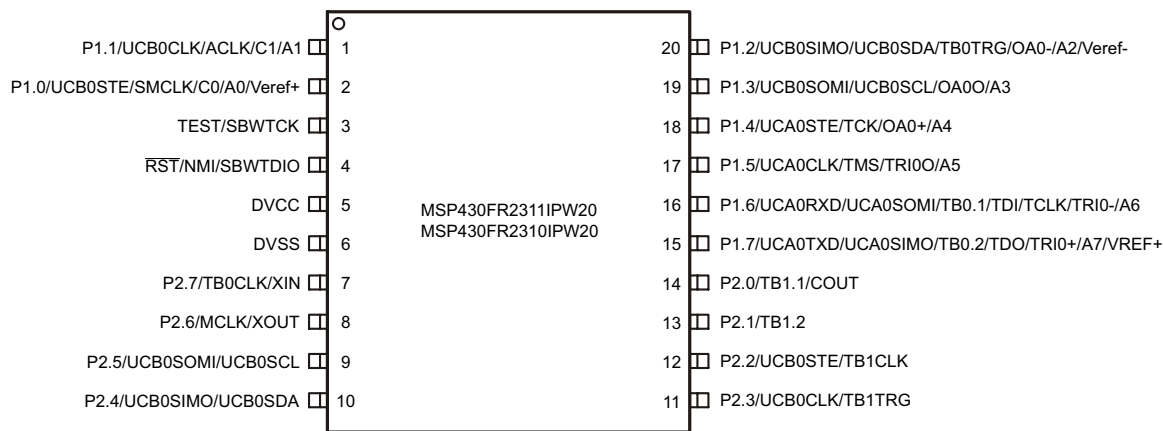 P1.1/UCB0CLK/ACLK/C1/A1 1
P1.0/UCB0STE/SMCLK/C0/A0/Veref+ 2
TEST/SBWTCK 3
RST/NMI/SBWTDIO 4
DVCC 5
DVSS 6
P2.7/TB0CLK/XIN 7
P2.6/MCLK/XOUT 8
P2.5/UCB0SOMI/UCB0SCL 9
P2.4/UCB0SIMO/UCB0SDA 10
MSP430FR2311IPW20
MSP430FR2310IPW20
20 P1.2/UCB0SIMO/UCB0SDA/TB0TRG/OA0-/A2/Veref-
19 P1.3/UCB0SOMI/UCB0SCL/OA0O/A3
18 P1.4/UCA0STE/TCK/OA0+/A4
17 P1.5/UCA0CLK/TMS/TRI0O/A5
16 P1.6/UCA0RXD/UCA0SOMI/TB0.1/TDI/TCLK/TRI0-/A6
15 P1.7/UCA0TXD/UCA0SIMO/TB0.2/TDO/TRI0+/A7/VREF+
14 P2.0/TB1.1/COUT
13 P2.1/TB1.2
12 P2.2/UCB0STE/TB1CLK
11 P2.3/UCB0CLK/TB1TRG